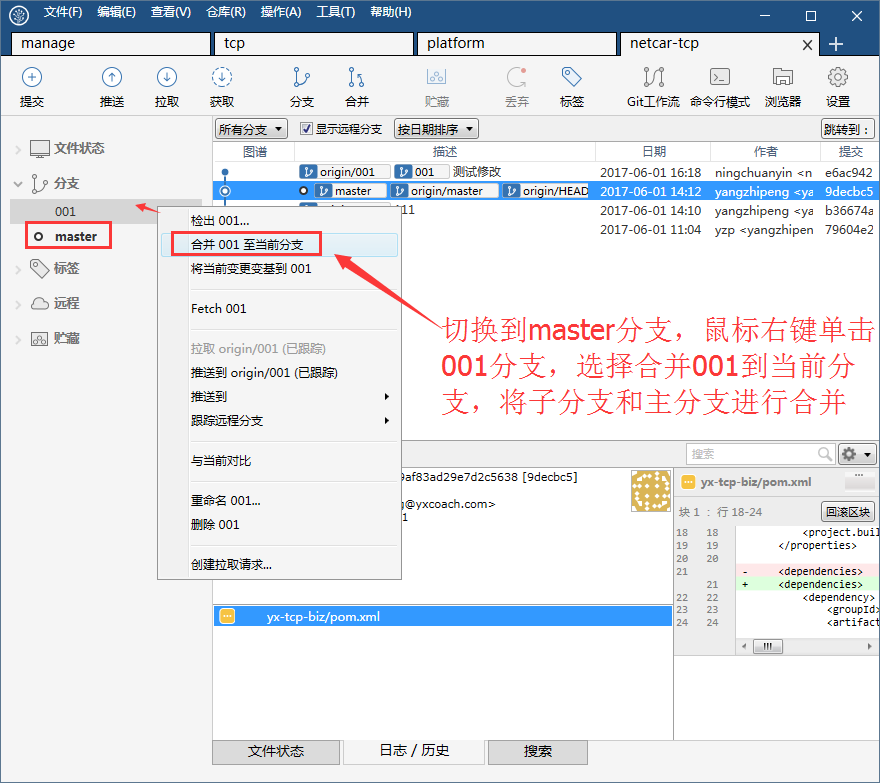 文件(F) 编辑(E) 查看(V) 仓库(R) 操作(A) 工具(T) 帮助(H)
manage tcp platform netcar-tcp
提交 推送 拉取 获取 分支 合并 贮藏 丢弃 标签 Git工作流 命令行模式 浏览器 设置
所有分支 显示远程分支 按日期排序 跳转到：
图谱 描述 日期 作者 提交
origin/001 001 测试修改 2017-06-01 16:18 ningchuanyin <n e6ac942
master origin/master origin/HEAD 2017-06-01 14:12 yangzhipeng <ya 9decbc5
111 2017-06-01 14:10 yangzhipeng <ya b36674a
2017-06-01 11:04 yzp <yangzhipen 79604e2
文件状态
分支
001
master
标签
远程
贮藏
检出 001...
合并 001 至当前分支
将当前变更变基到 001
Fetch 001
拉取 origin/001 (已跟踪)
推送到 origin/001 (已跟踪)
推送到
跟踪远程分支
与当前对比
重命名 001...
删除 001
创建拉取请求...
切换到master分支，鼠标右键单击
001分支，选择合并001到当前分
支，将子分支和主分支进行合并
搜索
9af83ad29e7d2c5638 [9decbc5]
g@yxcoach.com>
1
yx-tcp-biz/pom.xml
yx-tcp-biz/pom.xml
块 1 ： 行 18-24 回滚区块
18 18 <project.buil
19 19 </properties>
20 20
21 - <dependencies>
21 + <dependencies>
22 22 <dependency>
23 23 <groupId>
24 24 <artifact
文件状态 日志 / 历史 搜索